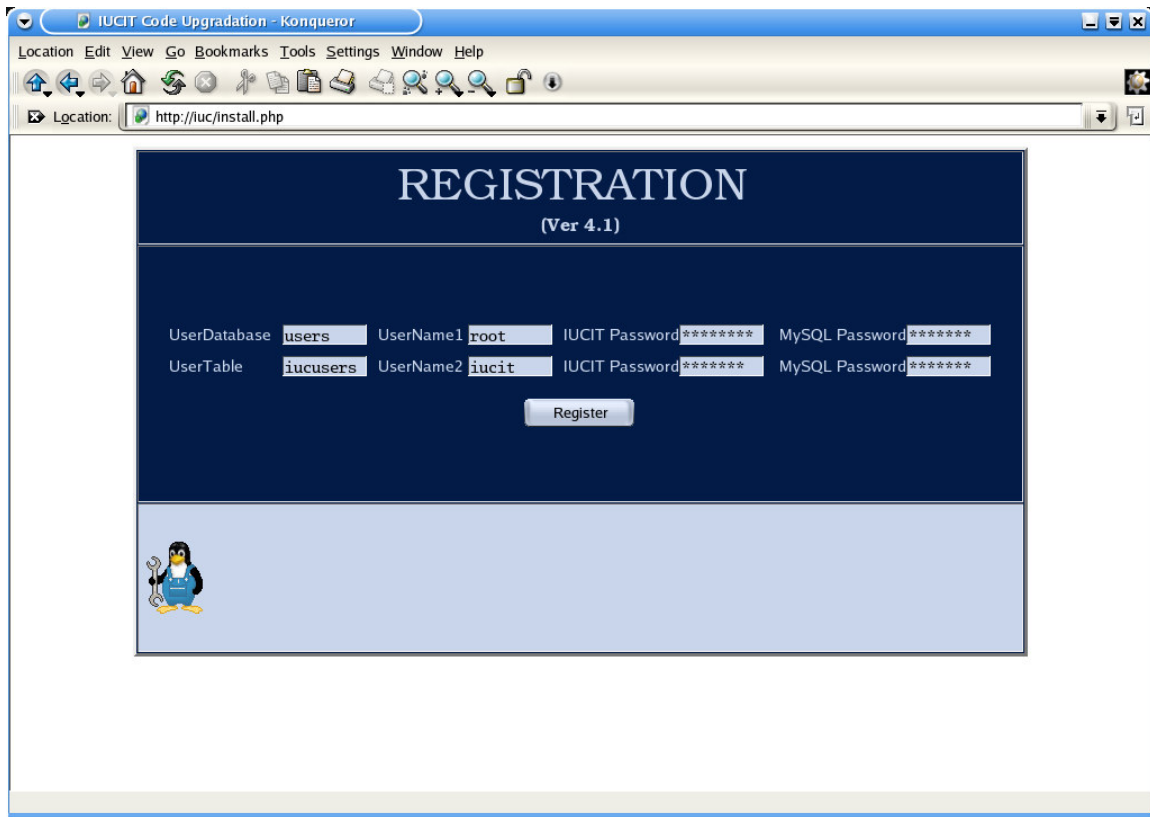 IUCIT Code Upgradation - Konqueror
Location Edit View Go Bookmarks Tools Settings Window Help
Location: http://iuc/install.php
REGISTRATION
(Ver 4.1)
UserDatabase users UserName1 root IUCIT Password ******** MySQL Password *******
UserTable iucusers UserName2 iucit IUCIT Password ******* MySQL Password *******
Register